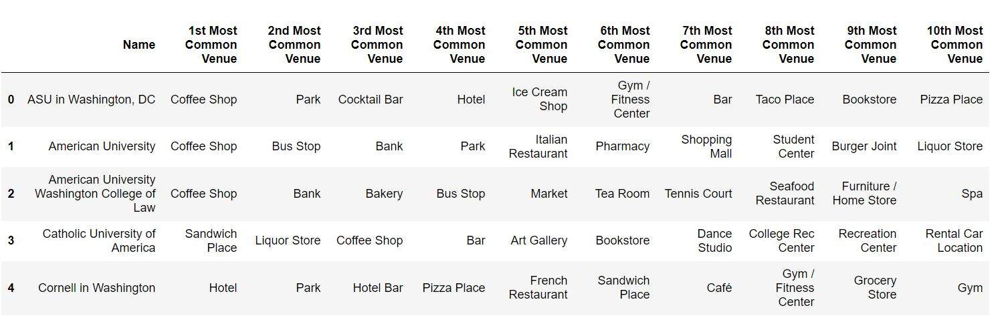 Name 1st Most Common Venue 2nd Most Common Venue 3rd Most Common Venue 4th Most Common Venue 5th Most Common Venue 6th Most Common Venue 7th Most Common Venue 8th Most Common Venue 9th Most Common Venue 10th Most Common Venue
0 ASU in Washington, DC Coffee Shop Park Cocktail Bar Hotel Ice Cream Shop Gym / Fitness Center Bar Taco Place Bookstore Pizza Place
1 American University Coffee Shop Bus Stop Bank Park Italian Restaurant Pharmacy Shopping Mall Student Center Burger Joint Liquor Store
2 American University Washington College of Law Coffee Shop Bank Bakery Bus Stop Market Tea Room Tennis Court Seafood Restaurant Furniture / Home Store Spa
3 Catholic University of America Sandwich Place Liquor Store Coffee Shop Bar Art Gallery Bookstore Dance Studio College Rec Center Recreation Center Rental Car Location
4 Cornell in Washington Hotel Park Hotel Bar Pizza Place French Restaurant Sandwich Place Café Gym / Fitness Center Grocery Store Gym